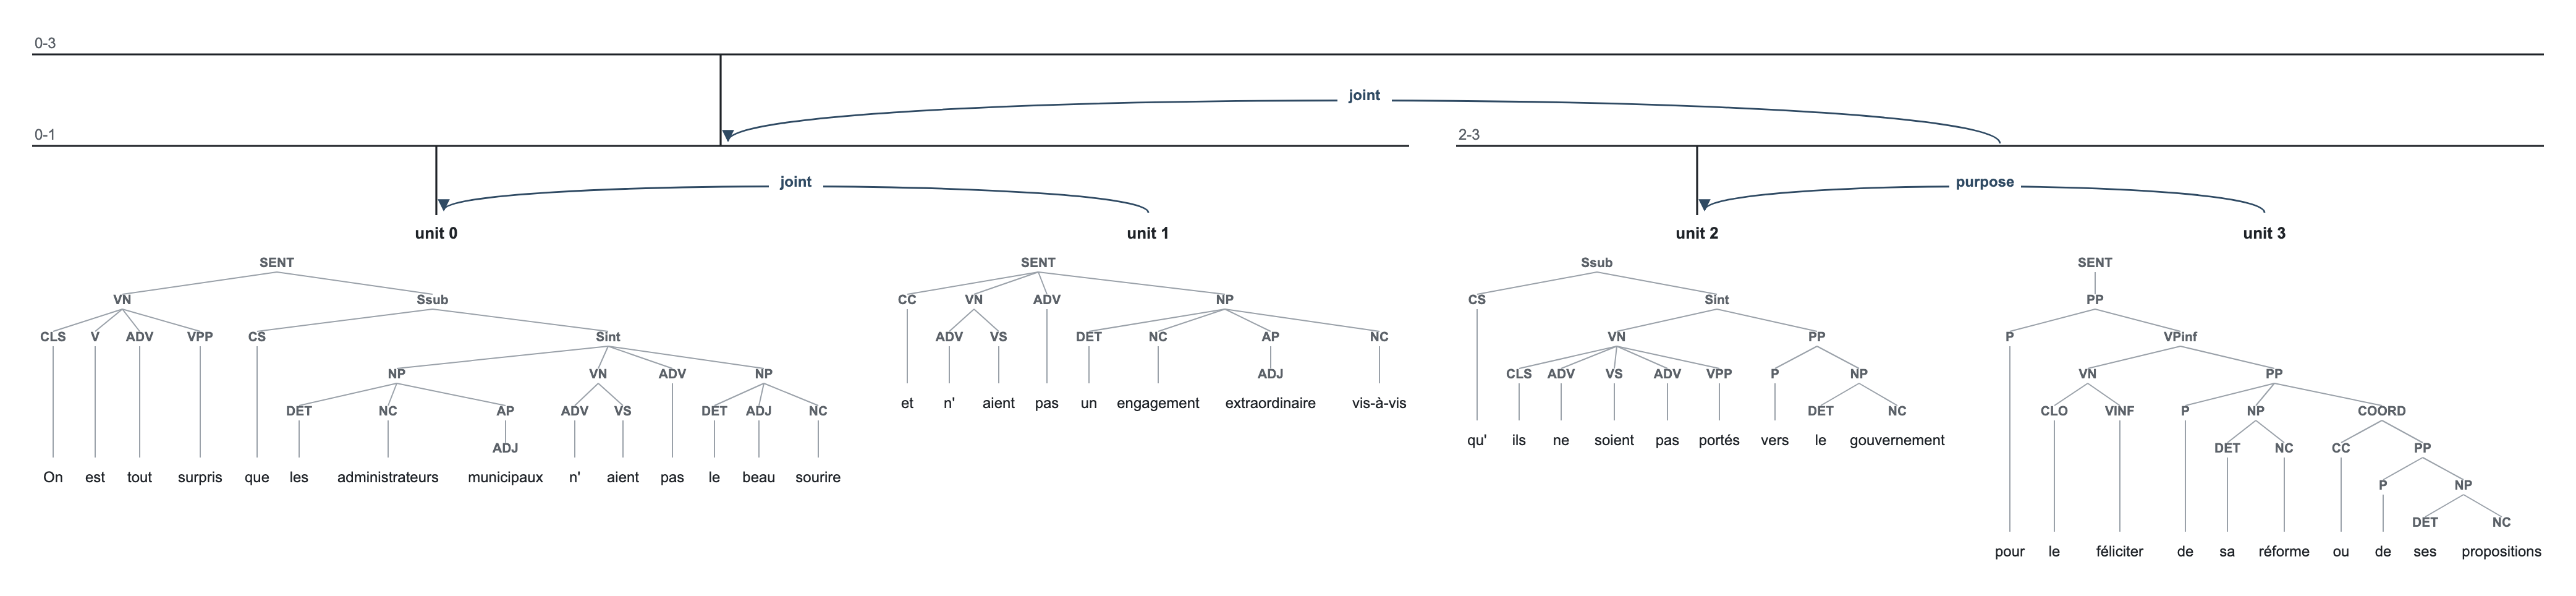 0-3
joint
0-1 2-3
joint purpose
unit 0 unit 1 unit 2 unit 3
SENT SENT Ssub SENT
VN Ssub CC VN ADV NP CS Sint PP
CLS V ADV VPP CS Sint ADV VS DET NC AP NC VN PP P VPinf
NP VN ADV NP ADJ CLS ADV VS ADV VPP P NP VN PP
DET NC AP ADV VS DET ADJ NC DET NC CLO VINF P NP COORD
et n' aient pas un engagement extraordinaire vis-à-vis
ADJ DET NC CC PP
qu' ils ne soient pas portés vers le gouvernement
On est tout surpris que les administrateurs municipaux n' aient pas le beau sourire
P NP
DET NC
pour le féliciter de sa réforme ou de ses propositions